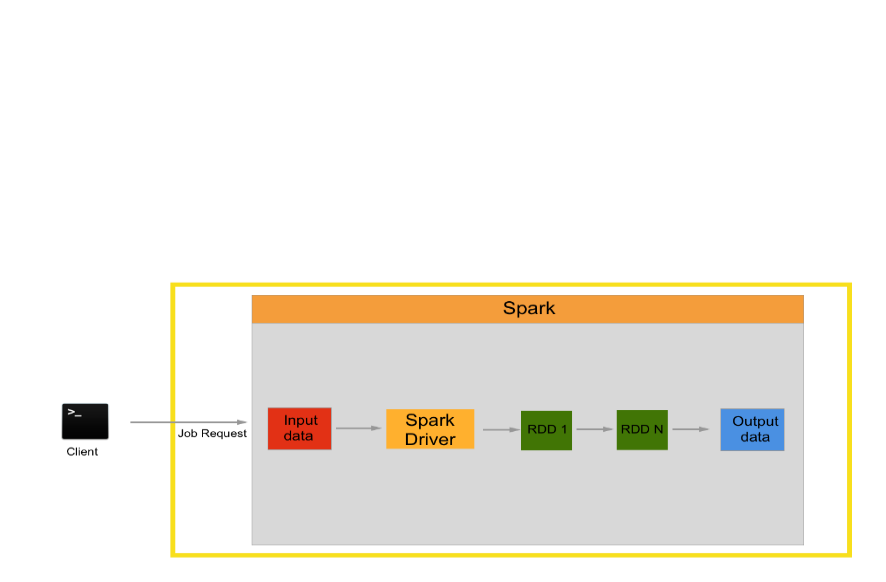 Spark
>_
Client
Job Request
Input
data
Spark
Driver
RDD 1
RDD N
Output
data